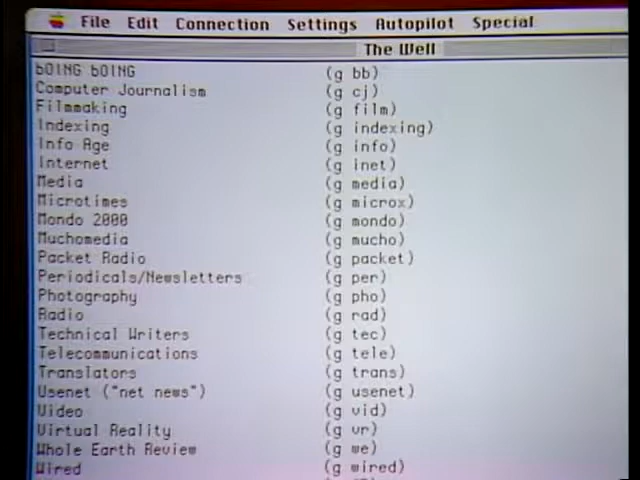 File Edit Connection Settings Autopilot Special
The Well
bOING bOING (g bb)
Computer Journalism (g cj)
Filmmaking (g film)
Indexing (g indexing)
Info Age (g info)
Internet (g inet)
Media (g media)
Microtimes (g microx)
Mondo 2000 (g mondo)
Muchomedia (g mucho)
Packet Radio (g packet)
Periodicals/Newsletters (g per)
Photography (g pho)
Radio (g rad)
Technical Writers (g tec)
Telecommunications (g tele)
Translators (g trans)
Usenet ("net news") (g usenet)
Video (g vid)
Virtual Reality (g vr)
Whole Earth Review (g we)
Wired (g wired)